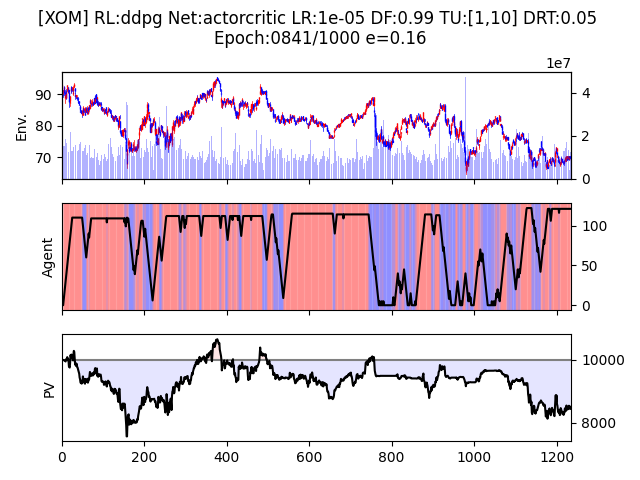 [XOM] RL:ddpg Net:actorcritic LR:1e-05 DF:0.99 TU:[1,10] DRT:0.05
Epoch:0841/1000 e=0.16
1e7
Env.
90
80
70
4
2
0
Agent
100
50
0
PV
10000
8000
0 200 400 600 800 1000 1200